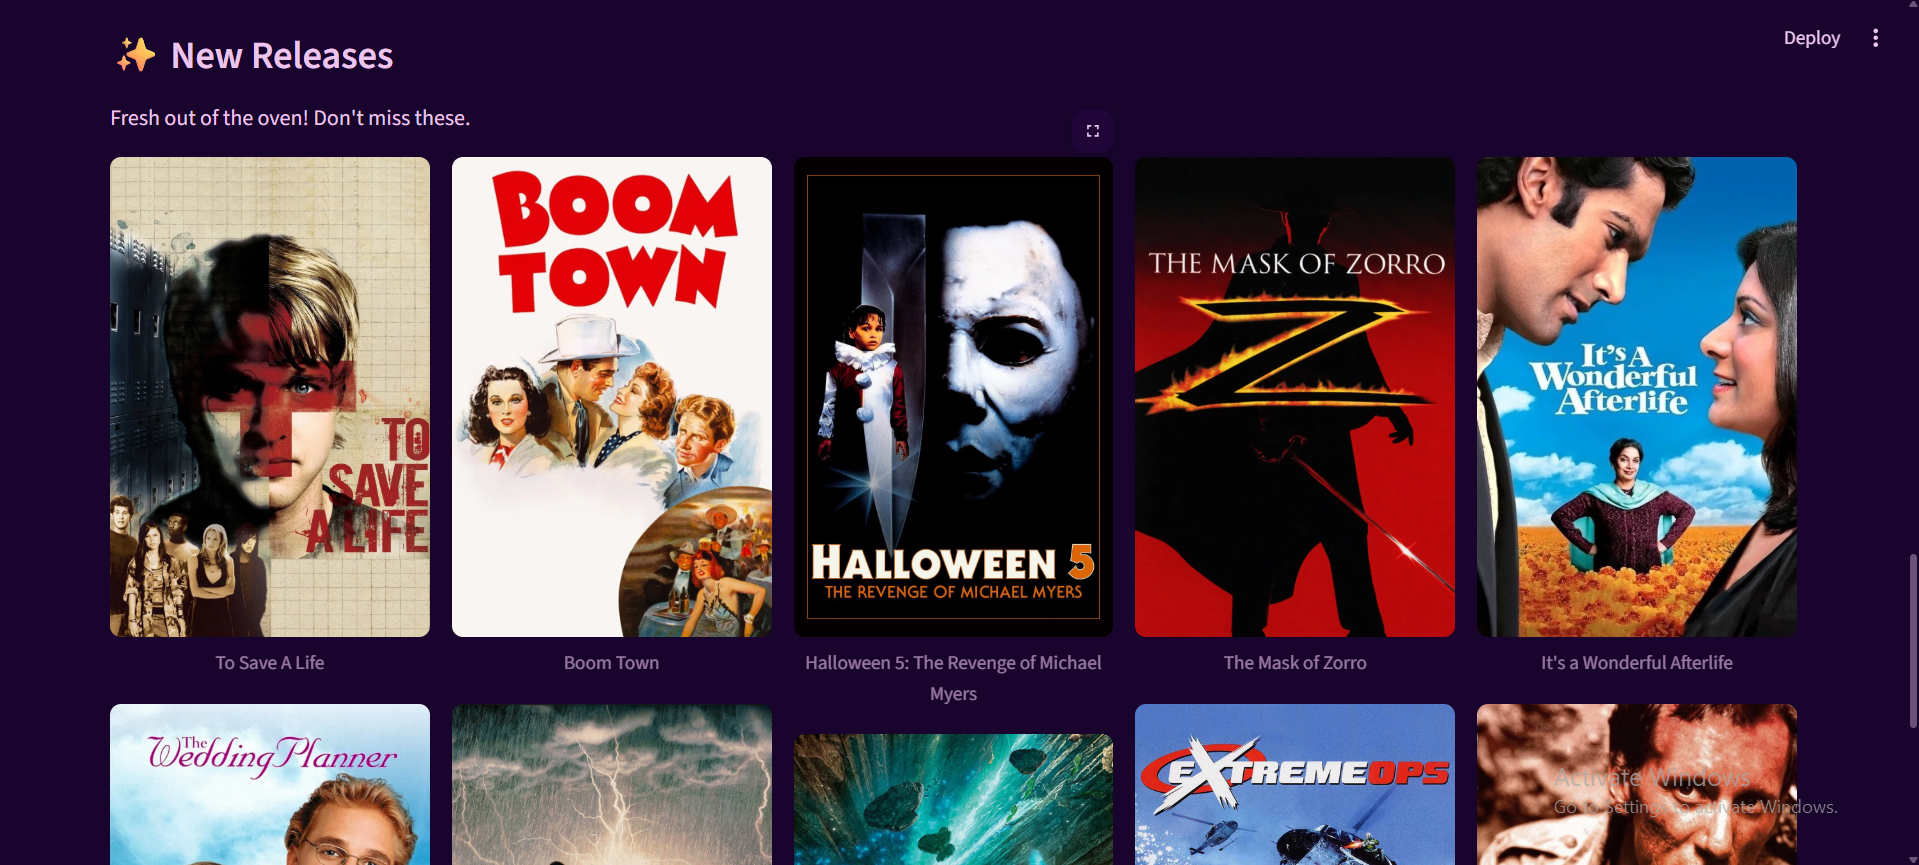 Deploy
✨ New Releases
Fresh out of the oven! Don't miss these.
TO
SAVE
A LIFE
BOOM
TOWN
HALLOWEEN 5
THE REVENGE OF MICHAEL MYERS
THE MASK OF ZORRO
Z
IT'S A
WONDERFUL
AFTERLIFE
To Save A Life
Boom Town
Halloween 5: The Revenge of Michael
Myers
The Mask of Zorro
It's a Wonderful Afterlife
The
Wedding Planner
EXTREMEOPS
Activate Windows
Go to Settings to activate Windows.